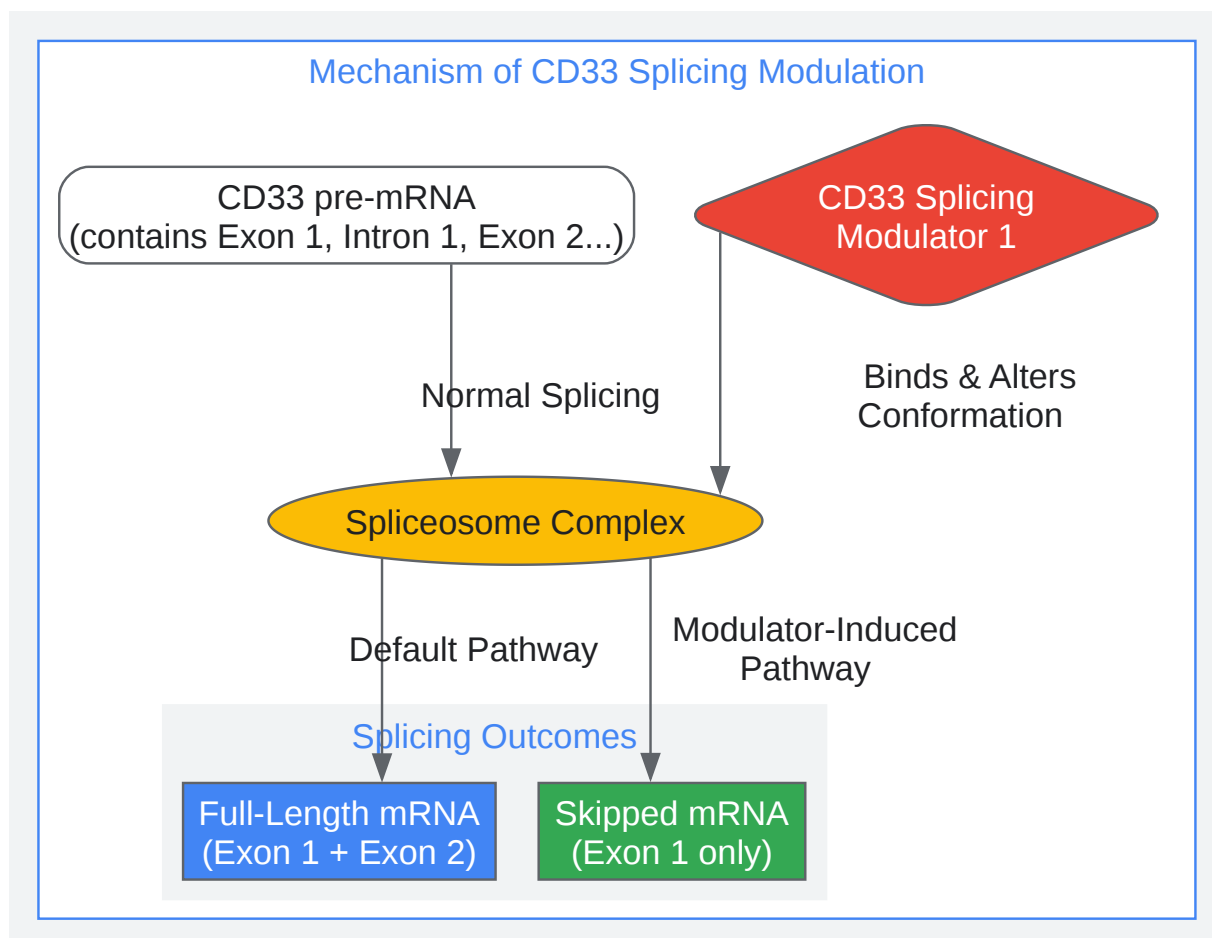 Mechanism of CD33 Splicing Modulation
CD33 pre-mRNA
(contains Exon 1, Intron 1, Exon 2...)
CD33 Splicing
Modulator 1
Binds & Alters
Conformation
Normal Splicing
Spliceosome Complex
Default Pathway
Modulator-Induced
Pathway
Splicing Outcomes
Full-Length mRNA
(Exon 1 + Exon 2)
Skipped mRNA
(Exon 1 only)